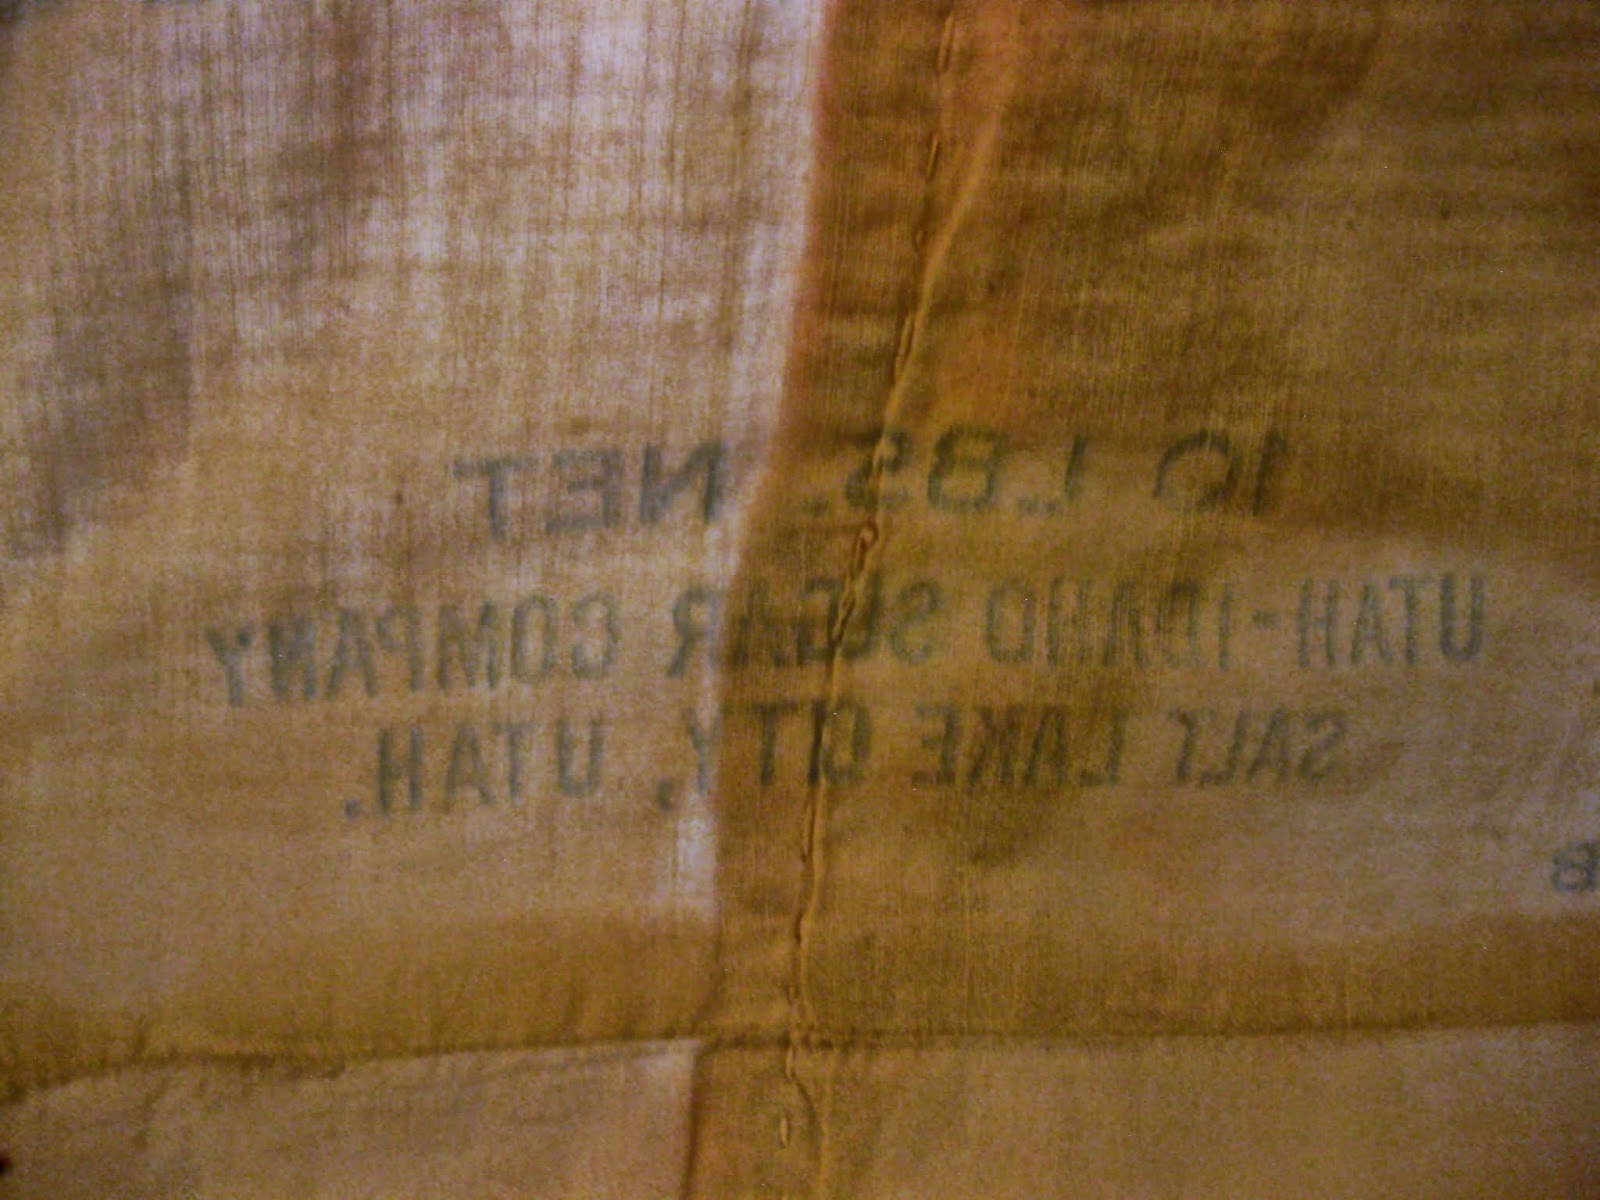 10 LBS. NET
UTAH-IDAHO SUGAR COMPANY
SALT LAKE CITY, UTAH.